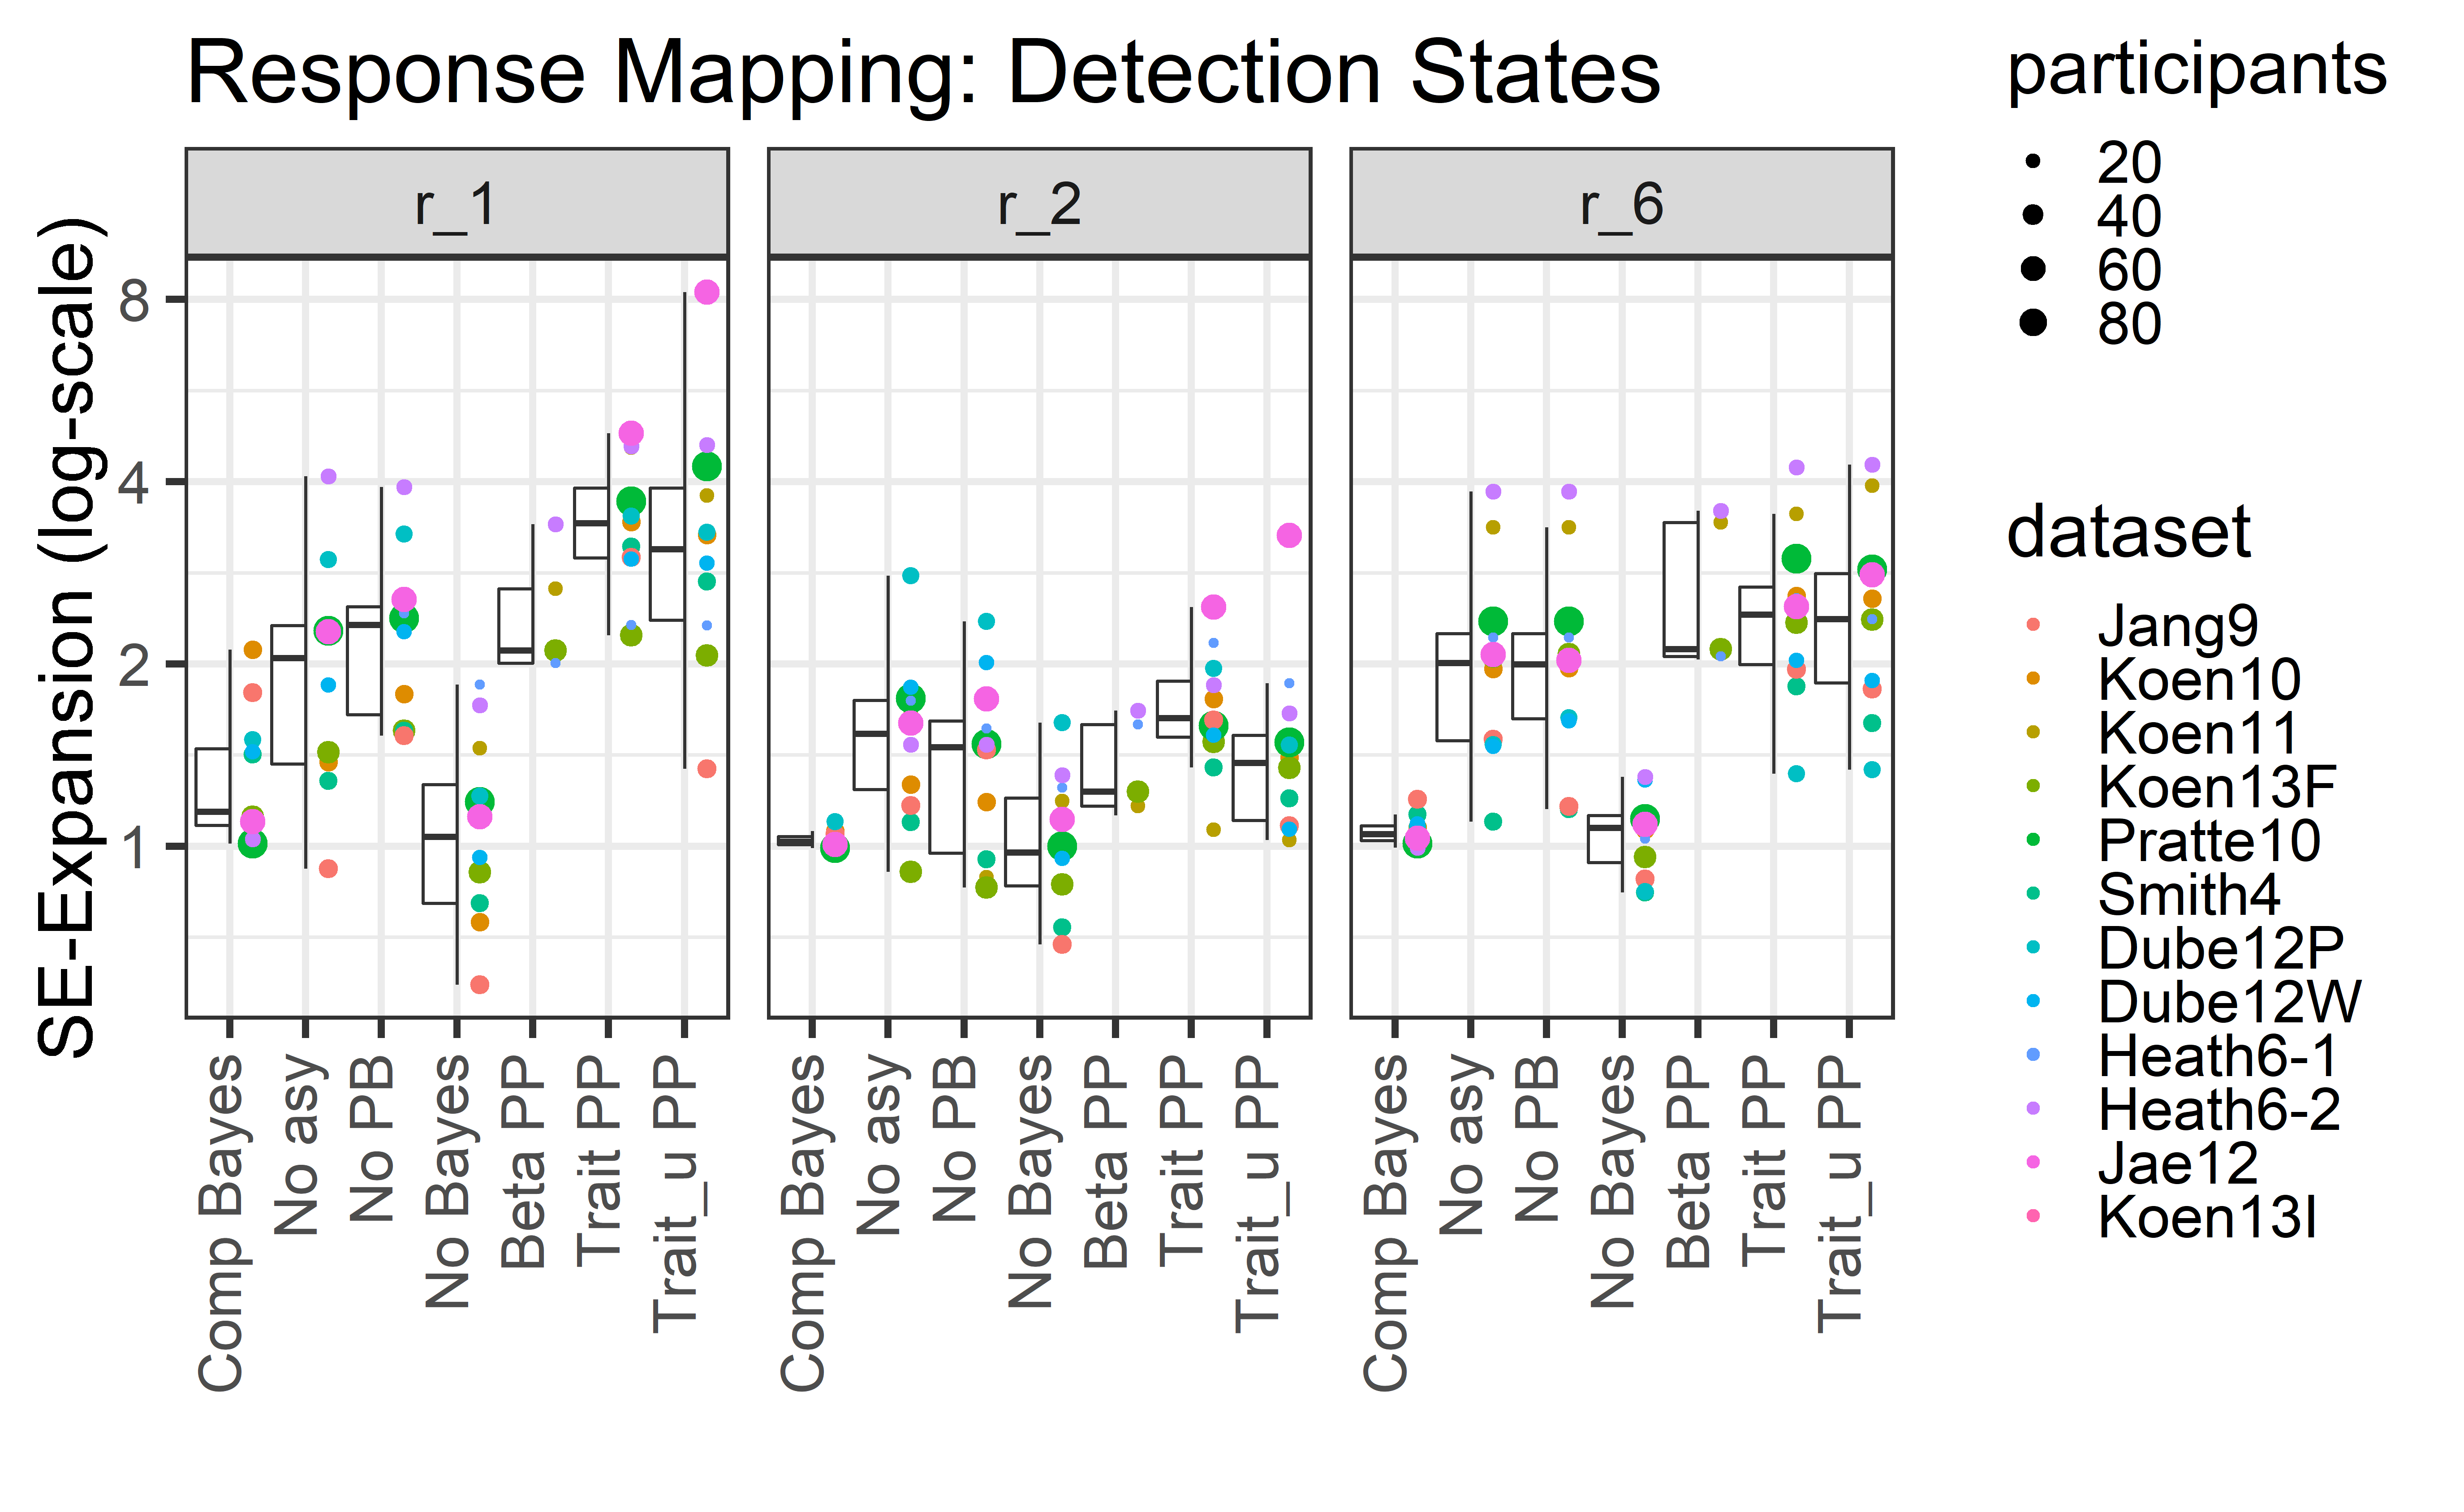 Response Mapping: Detection States
r_1
r_2
r_6
SE-Expansion (log-scale)
8
4
2
1
Comp Bayes
No asy
No PB
No Bayes
Beta PP
Trait PP
Trait_u PP
Comp Bayes
No asy
No PB
No Bayes
Beta PP
Trait PP
Trait_u PP
Comp Bayes
No asy
No PB
No Bayes
Beta PP
Trait PP
Trait_u PP
participants
20
40
60
80
dataset
Jang9
Koen10
Koen11
Koen13F
Pratte10
Smith4
Dube12P
Dube12W
Heath6-1
Heath6-2
Jae12
Koen13I